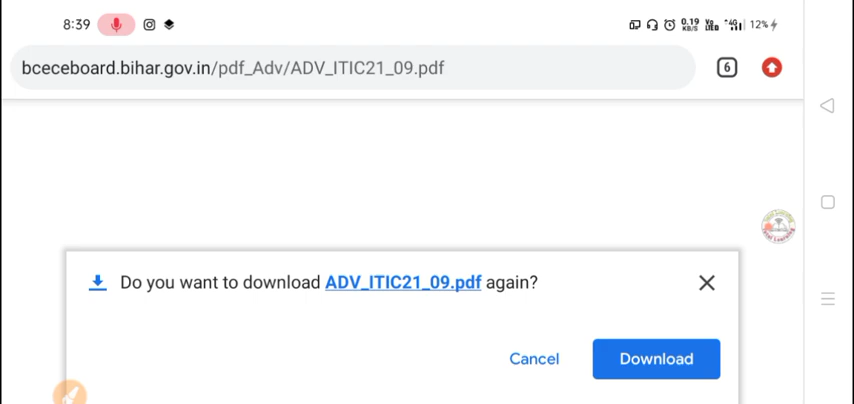 8:39 0.19 KB/S 4G 12%
bceceboard.bihar.gov.in/pdf_Adv/ADV_ITIC21_09.pdf 6
Do you want to download ADV_ITIC21_09.pdf again?
Cancel Download